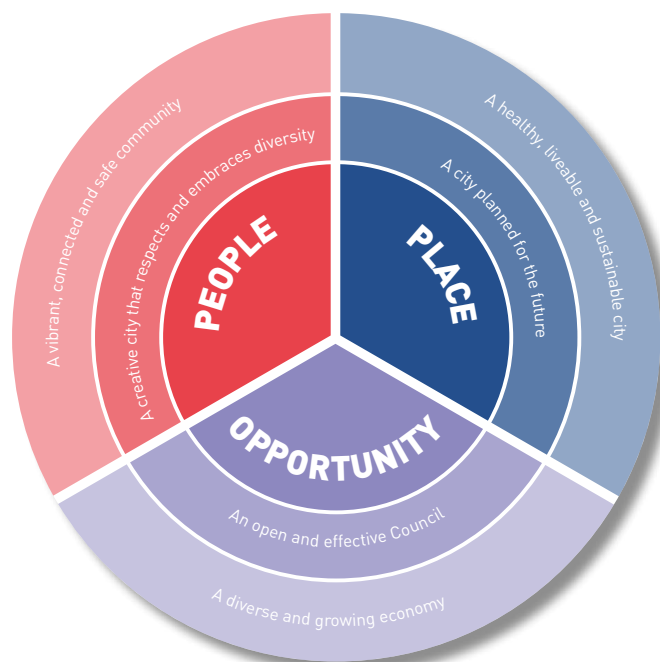 PEOPLE
A creative city that respects and embraces diversity
A vibrant, connected and safe community
PLACE
A city planned for the future
A healthy, liveable and sustainable city
OPPORTUNITY
An open and effective Council
A diverse and growing economy